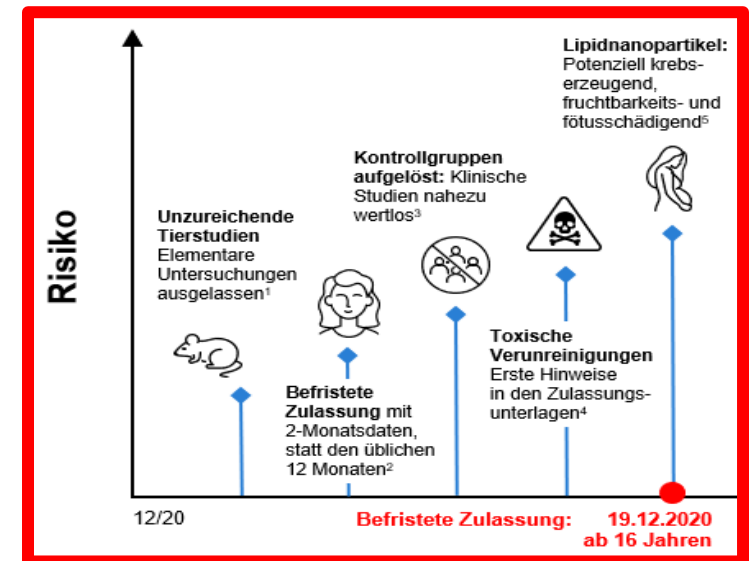 Risiko
Unzureichende
Tierstudien
Elementare
Untersuchungen
ausgelassen¹
Befristete
Zulassung mit
2-Monatsdaten,
statt den üblichen
12 Monaten²
Kontrollgruppen
aufgelöst: Klinische
Studien nahezu
wertlos³
Toxische
Verunreinigungen
Erste Hinweise
in den Zulassungs-
unterlagen⁴
Lipidnanopartikel:
Potenziell krebs-
erzeugend,
fruchtbarkeits- und
fötusschädigend⁵
12/20
Befristete Zulassung: 19.12.2020
ab 16 Jahren